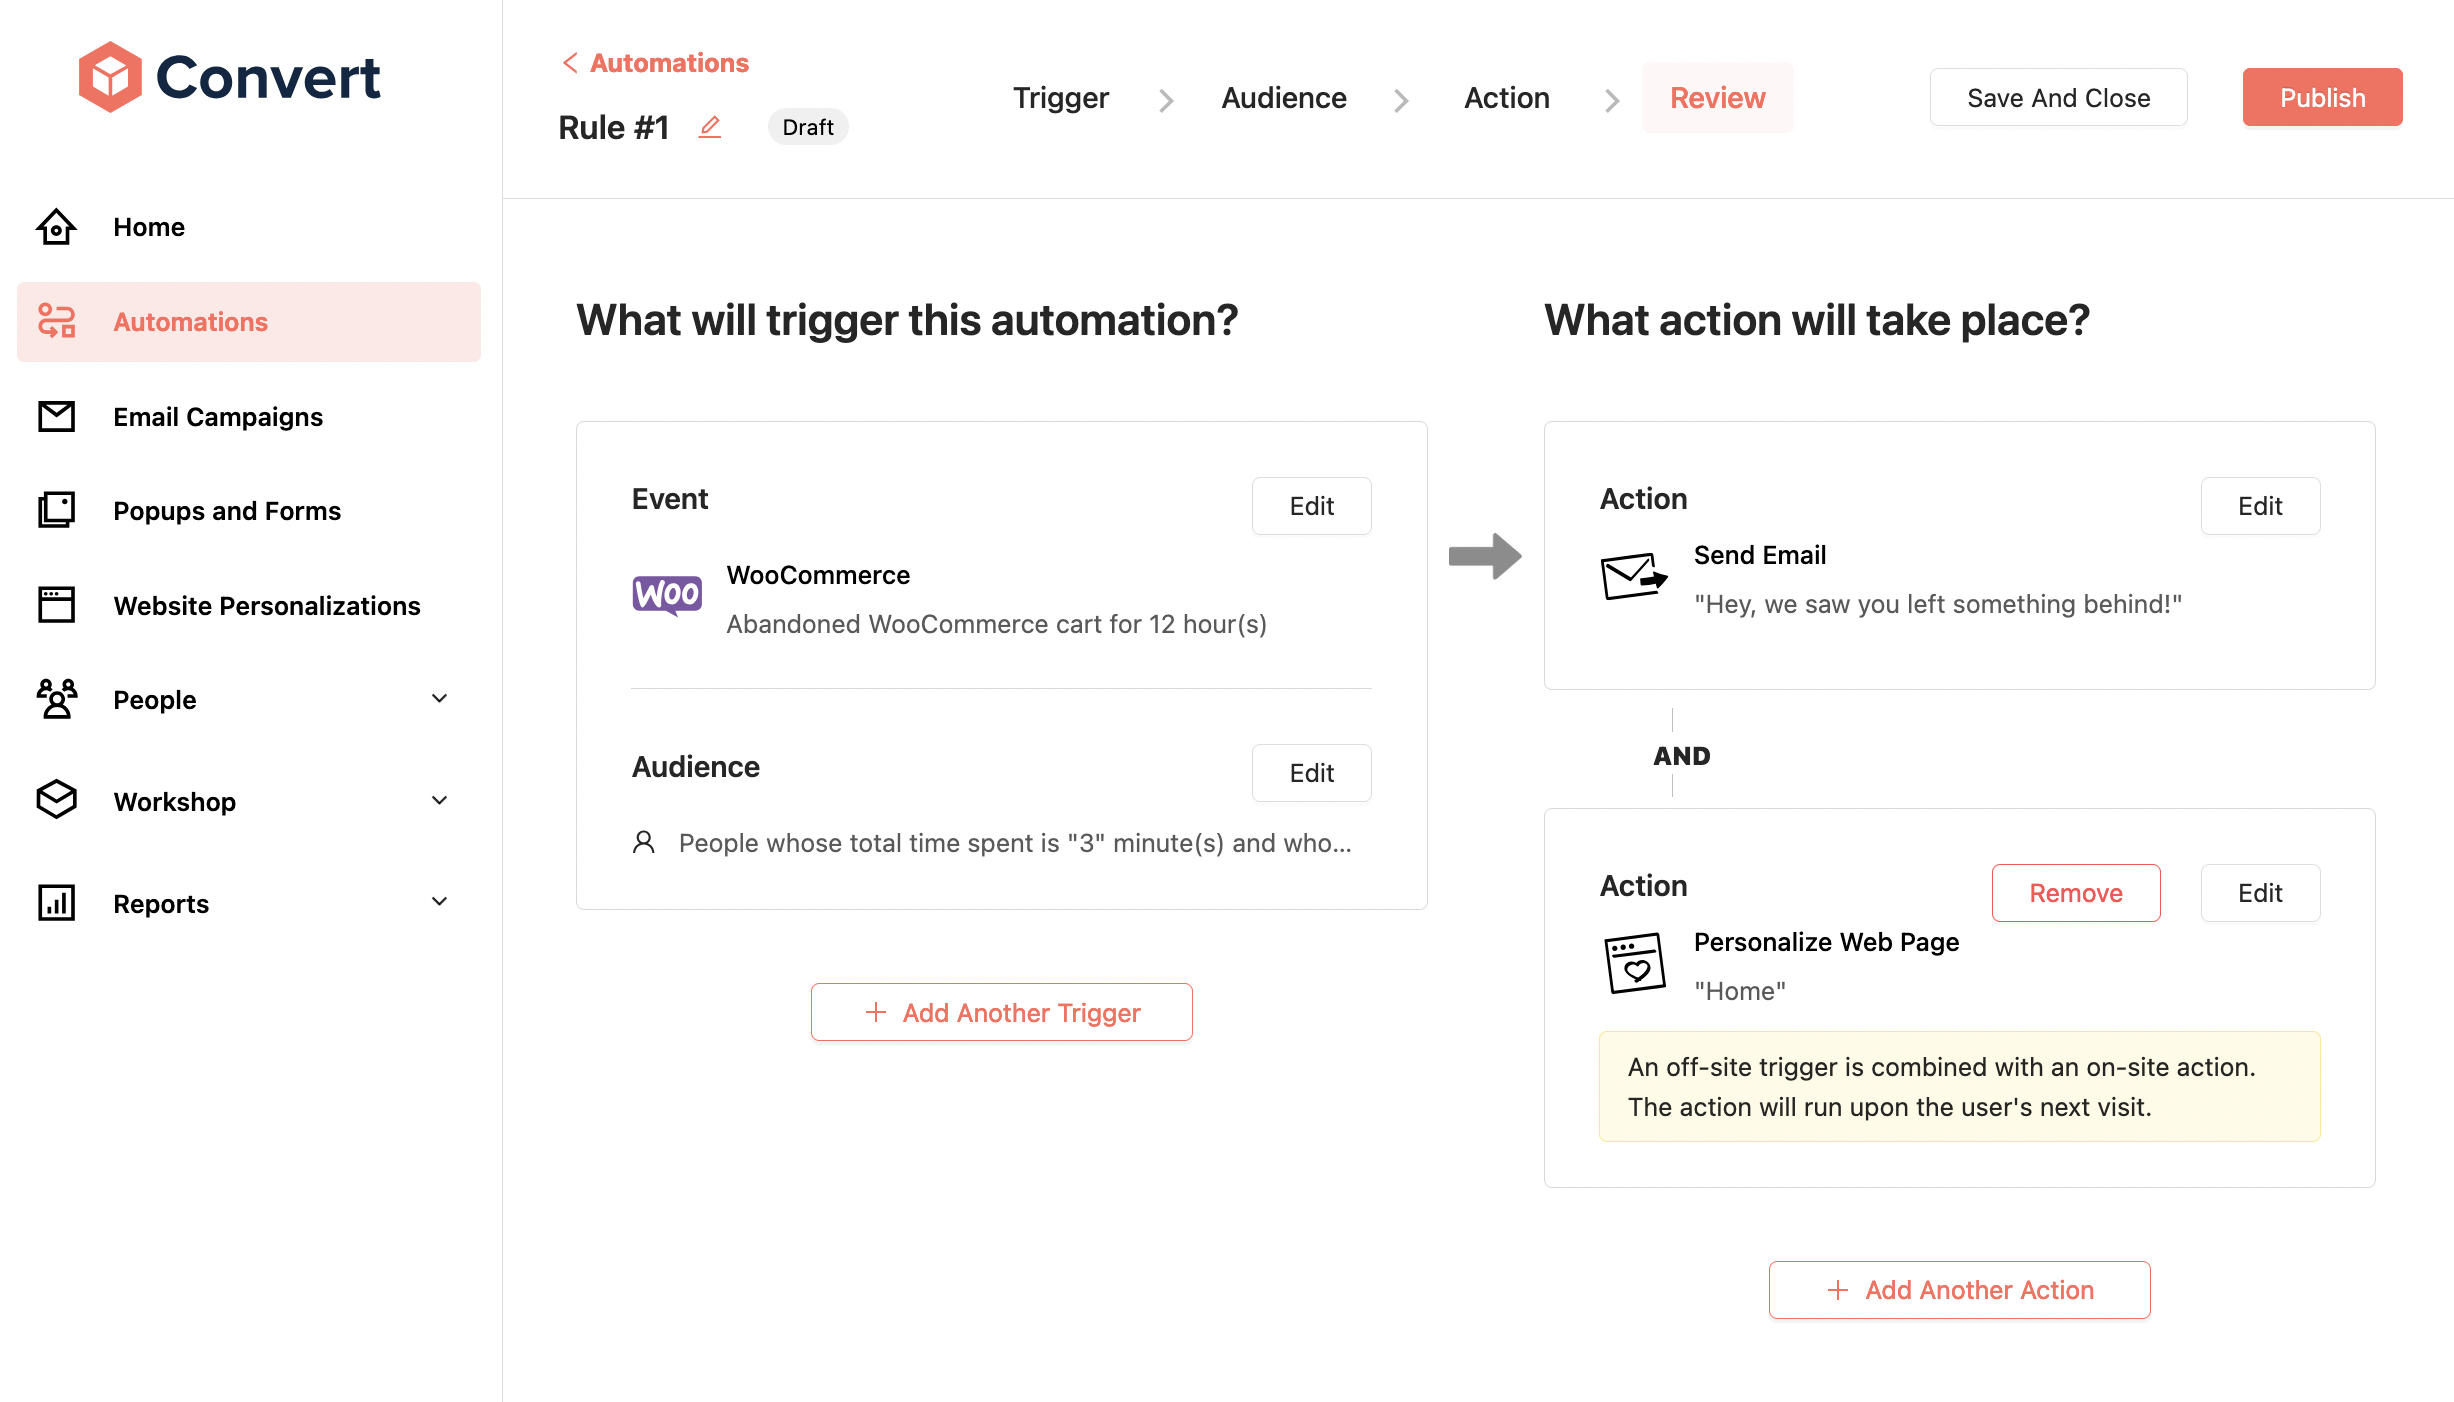 Convert
Home
Automations
Email Campaigns
Popups and Forms
Website Personalizations
People
Workshop
Reports
Automations
Rule #1
Draft
Trigger
Audience
Action
Review
Save And Close
Publish
What will trigger this automation?
Event
Edit
Woo
WooCommerce
Abandoned WooCommerce cart for 12 hour(s)
Audience
Edit
People whose total time spent is "3" minute(s) and who...
Add Another Trigger
What action will take place?
Action
Edit
Send Email
"Hey, we saw you left something behind!"
AND
Action
Remove
Edit
Personalize Web Page
"Home"
An off-site trigger is combined with an on-site action.
The action will run upon the user's next visit.
Add Another Action